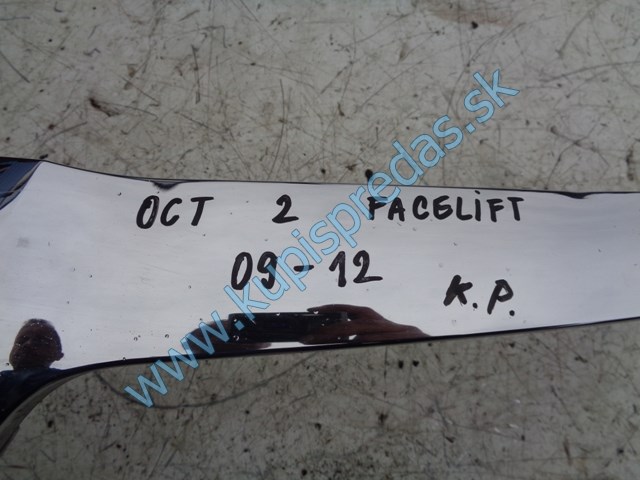 OCT 2 FACELIFT
09-12
K.P.
www.kupispredas.sk